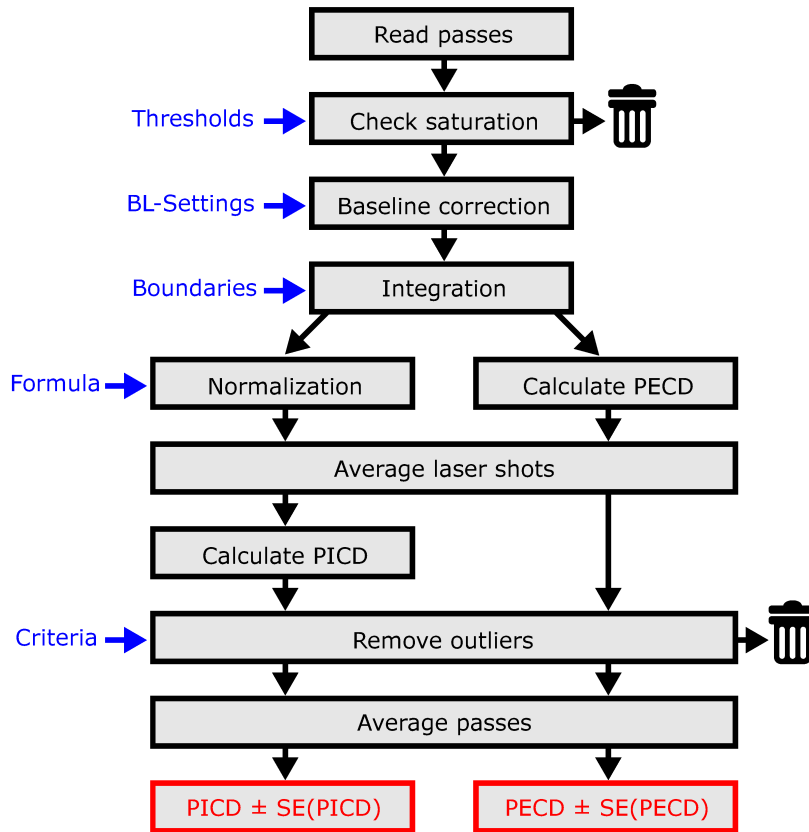 Read passes
Thresholds
Check saturation
BL-Settings
Baseline correction
Boundaries
Integration
Formula
Normalization
Calculate PECD
Average laser shots
Calculate PICD
Criteria
Remove outliers
Average passes
PICD ± SE(PICD)
PECD ± SE(PECD)